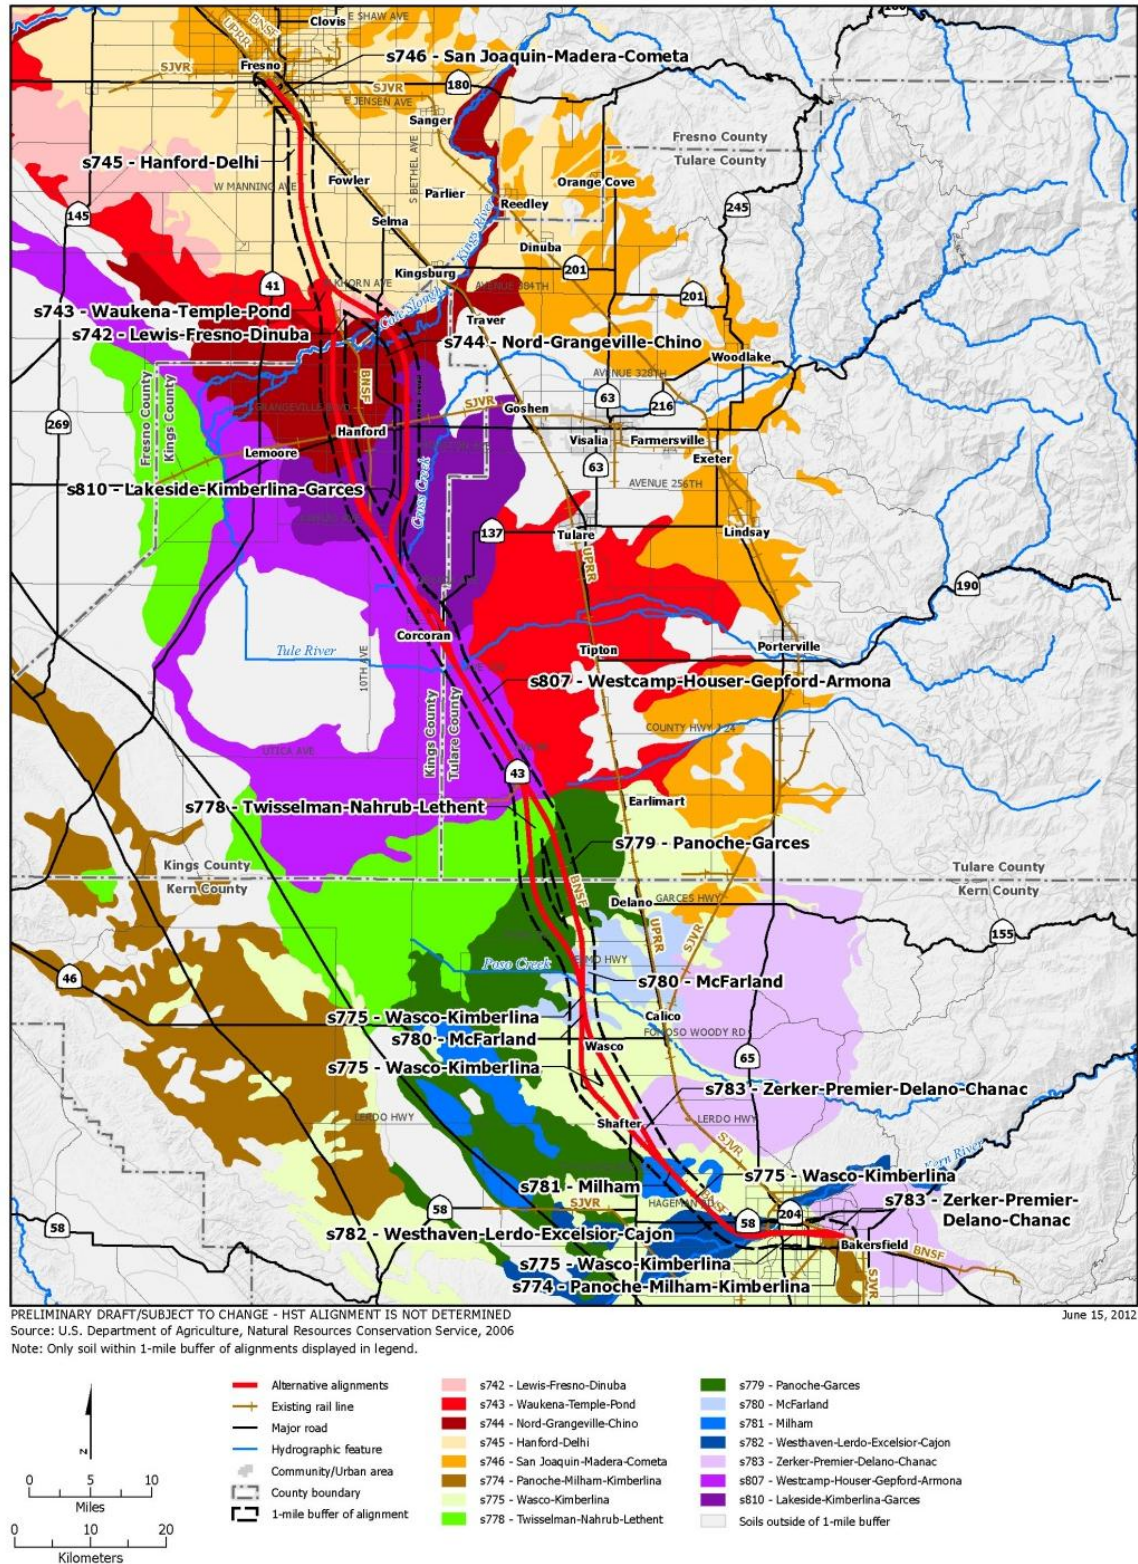 Clovis
E SHAW AVE
UPRR
BNSF
SJVR
Fresno
s746 - San Joaquin-Madera-Cometa
180
SJVR
E JENSEN AVE
Sanger
Fresno County
Tulare County
s745 - Hanford-Delhi
W MANNING AVE
Fowler
S BETHEL AVE
Parlier
Orange Cove
Reedley
245
145
Selma
Kings River
Dinuba
Kingsburg
201
41
AVENUE 384TH
201
s743 - Waukena-Temple-Pond
Cole Slough
Traver
s742 - Lewis-Fresno-Dinuba
s744 - Nord-Grangeville-Chino
Woodlake
AVENUE 328TH
Fresno County
Kings County
BNSF
SJVR
63
216
269
Goshen
Hanford
Visalia
Farmersville
Lemoore
Exeter
63
s810 - Lakeside-Kimberlina-Garces
Cross Creek
AVENUE 256TH
137
Tulare
Lindsay
UPRR
190
Corcoran
Tule River
10TH AVE
Tipton
Porterville
s807 - Westcamp-Houser-Gepford-Armona
Kings County
Tulare County
COUNTY HWY J 24
UTICA AVE
43
s778 - Twisselman-Nahrub-Lethent
Earlimart
s779 - Panoche-Garces
Kings County
Kern County
Tulare County
Kern County
BNSF
Delano
GARCES HWY
UPRR
SJVR
155
46
Poso Creek
s780 - McFarland
s775 - Wasco-Kimberlina
Calico
s780 - McFarland
Wasco
65
s775 - Wasco-Kimberlina
s783 - Zerker-Premier-Delano-Chanac
LERDO HWY
Shafter
LERDO HWY
SJVR
Kern River
s775 - Wasco-Kimberlina
s781 - Milham
HAGEMAN RD
BNSF
s783 - Zerker-Premier-
Delano-Chanac
SJVR
58
58
58
204
s782 - Westhaven-Lerdo-Excelsior-Cajon
Bakersfield
BNSF
s775 - Wasco-Kimberlina
s774 - Panoche-Milham-Kimberlina
SJVR
PRELIMINARY DRAFT/SUBJECT TO CHANGE - HST ALIGNMENT IS NOT DETERMINED
June 15, 2012
Source: U.S. Department of Agriculture, Natural Resources Conservation Service, 2006
Note: Only soil within 1-mile buffer of alignments displayed in legend.
z
0 5 10
Miles
0 10 20
Kilometers
Alternative alignments
Existing rail line
Major road
Hydrographic feature
Community/Urban area
County boundary
1-mile buffer of alignment
s742 - Lewis-Fresno-Dinuba
s743 - Waukena-Temple-Pond
s744 - Nord-Grangeville-Chino
s745 - Hanford-Delhi
s746 - San Joaquin-Madera-Cometa
s774 - Panoche-Milham-Kimberlina
s775 - Wasco-Kimberlina
s778 - Twisselman-Nahrub-Lethent
s779 - Panoche-Garces
s780 - McFarland
s781 - Milham
s782 - Westhaven-Lerdo-Excelsior-Cajon
s783 - Zerker-Premier-Delano-Chanac
s807 - Westcamp-Houser-Gepford-Armona
s810 - Lakeside-Kimberlina-Garces
Soils outside of 1-mile buffer